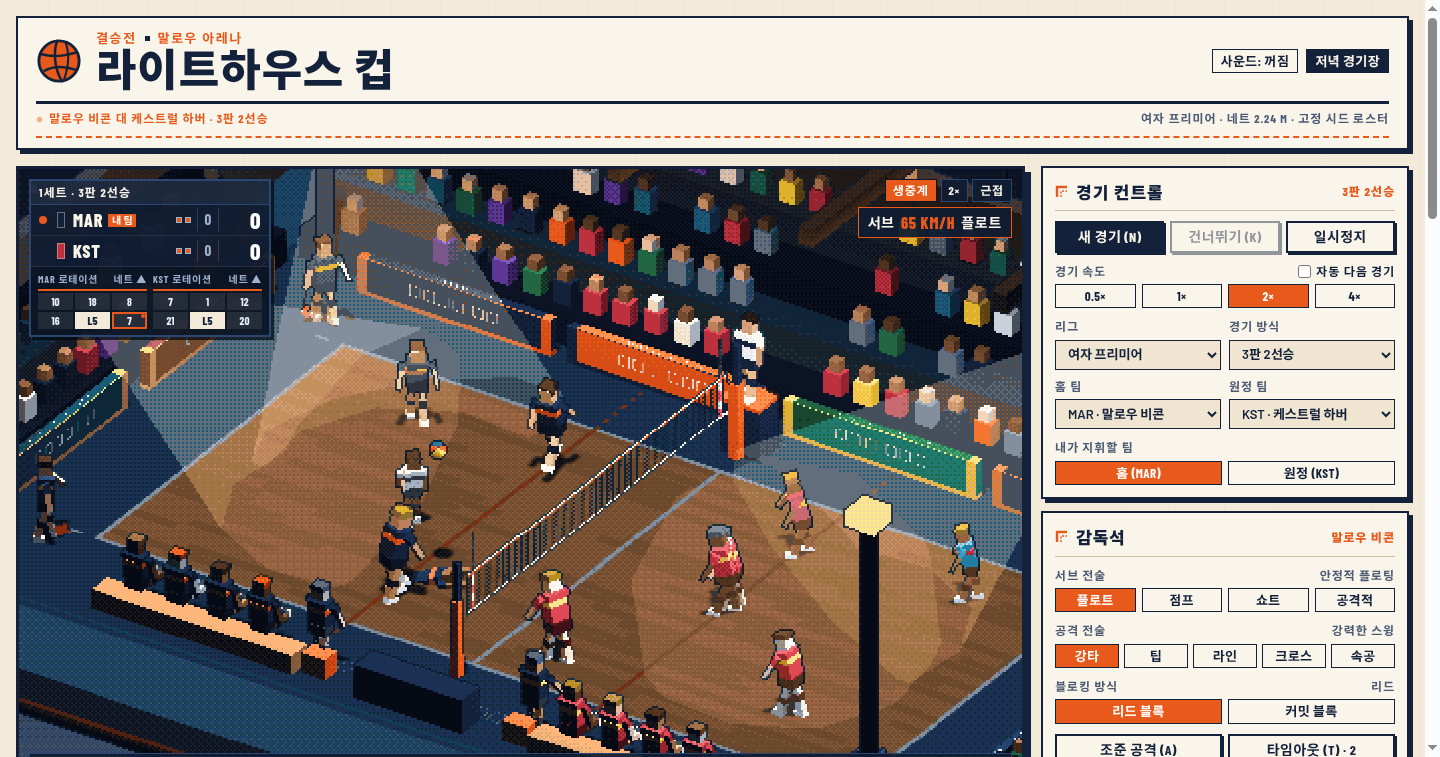 결승전 ▪ 말로우 아레나
라이트하우스 컵
사운드: 꺼짐
저녁 경기장
말로우 비콘 대 케스트럴 하버 · 3판 2선승
여자 프리미어 · 네트 2.24 M · 고정 시드 로스터
1세트 · 3판 2선승
MAR 내 팀 0 0
KST 0 0
MAR 로테이션 네트 ▲ KST 로테이션 네트 ▲
10 18 8 7 1 12
16 L5 7 21 L5 20
생중계 2× 근접
서브 65 KM/H 플로트
경기 컨트롤
3판 2선승
새 경기 (N) 건너뛰기 (K) 일시정지
경기 속도 자동 다음 경기
0.5× 1× 2× 4×
리그 경기 방식
여자 프리미어 3판 2선승
홈 팀 원정 팀
MAR · 말로우 비콘 KST · 케스트럴 하버
내가 지휘할 팀
홈 (MAR) 원정 (KST)
감독석
말로우 비콘
서브 전술 안정적 플로팅
플로트 점프 쇼트 공격적
공격 전술 강력한 스윙
강타 팁 라인 크로스 속공
블로킹 방식 리드
리드 블록 커밋 블록
조준 공격 (A) 타임아웃 (T) · 2